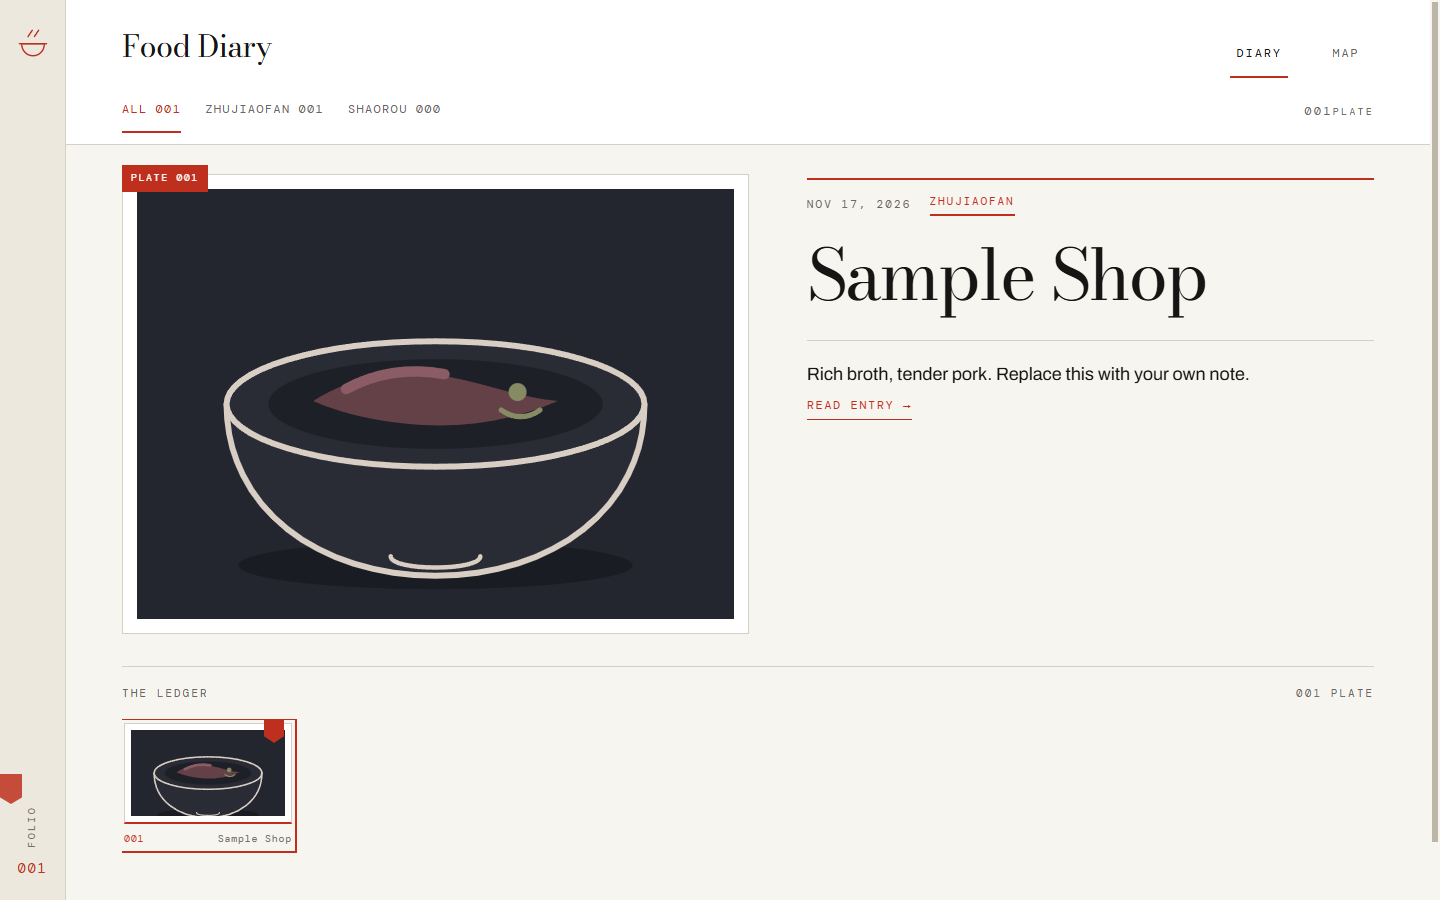 Food Diary
DIARY
MAP
ALL 001
ZHUJIAOFAN 001
SHAOROU 000
001PLATE
PLATE 001
NOV 17, 2026
ZHUJIAOFAN
Sample Shop
Rich broth, tender pork. Replace this with your own note.
READ ENTRY →
THE LEDGER
001 PLATE
001
Sample Shop
FOLIO
001